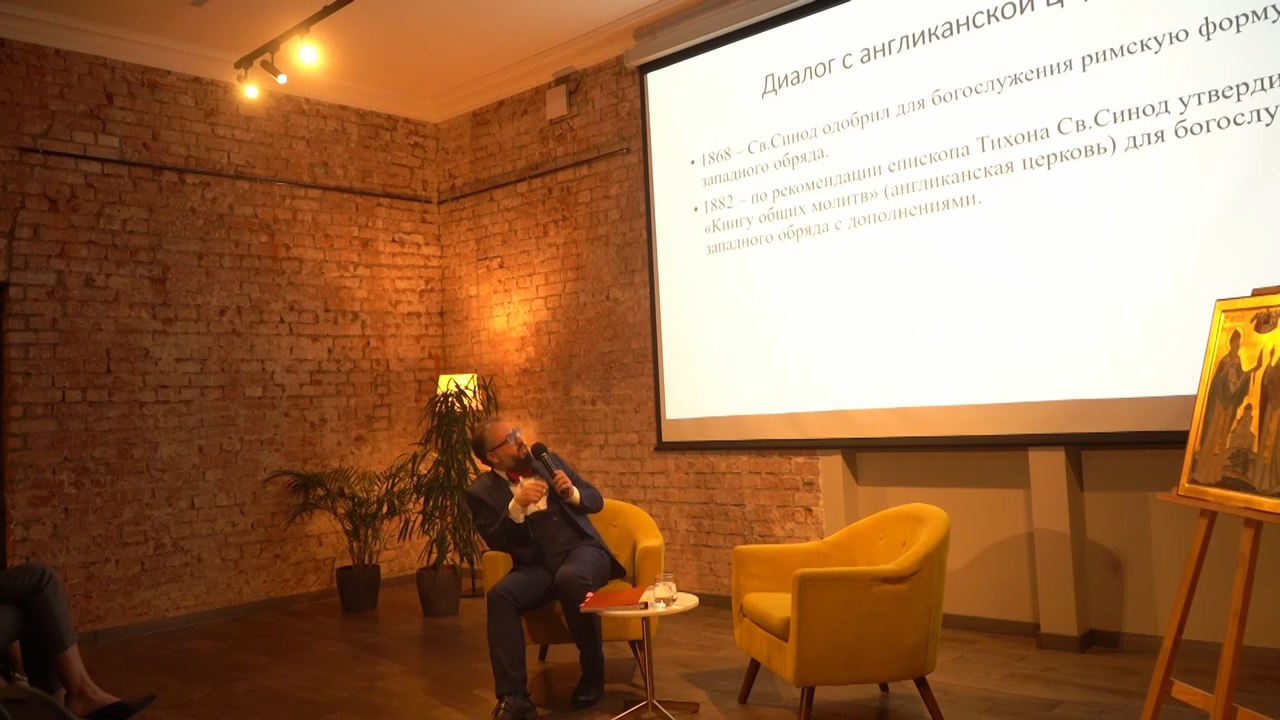 Диалог с англиканской
• 1868 – Св.Синод одобрил для богослужения римскую форму
западного обряда.
• 1882 – по рекомендации епископа Тихона Св.Синод утверди
«Книгу общих молитв» (англиканская церковь) для богослу
западного обряда с дополнениями.